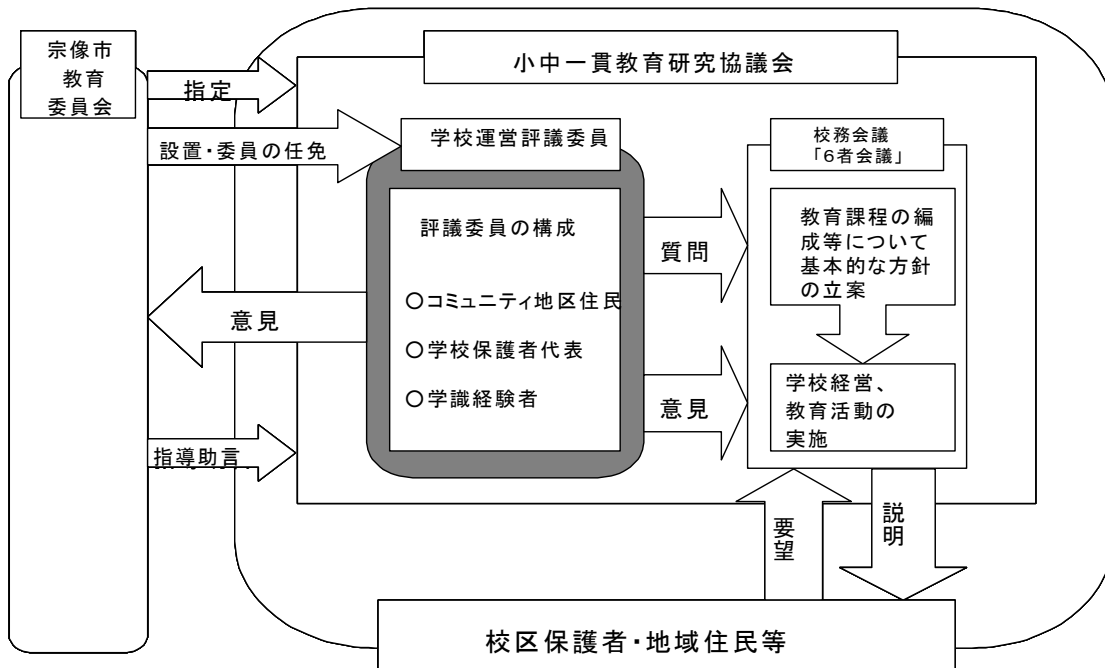 宗像市
教育
委員会
小中一貫教育研究協議会
指定
設置・委員の任免
学校運営評議委員
校務会議
「6者会議」
評議委員の構成
○コミュニティ地区住民
○学校保護者代表
○学識経験者
質問
教育課程の編
成等について
基本的な方針
の立案
意見
意見
学校経営、
教育活動の
実施
指導助言
要望
説明
校区保護者・地域住民等